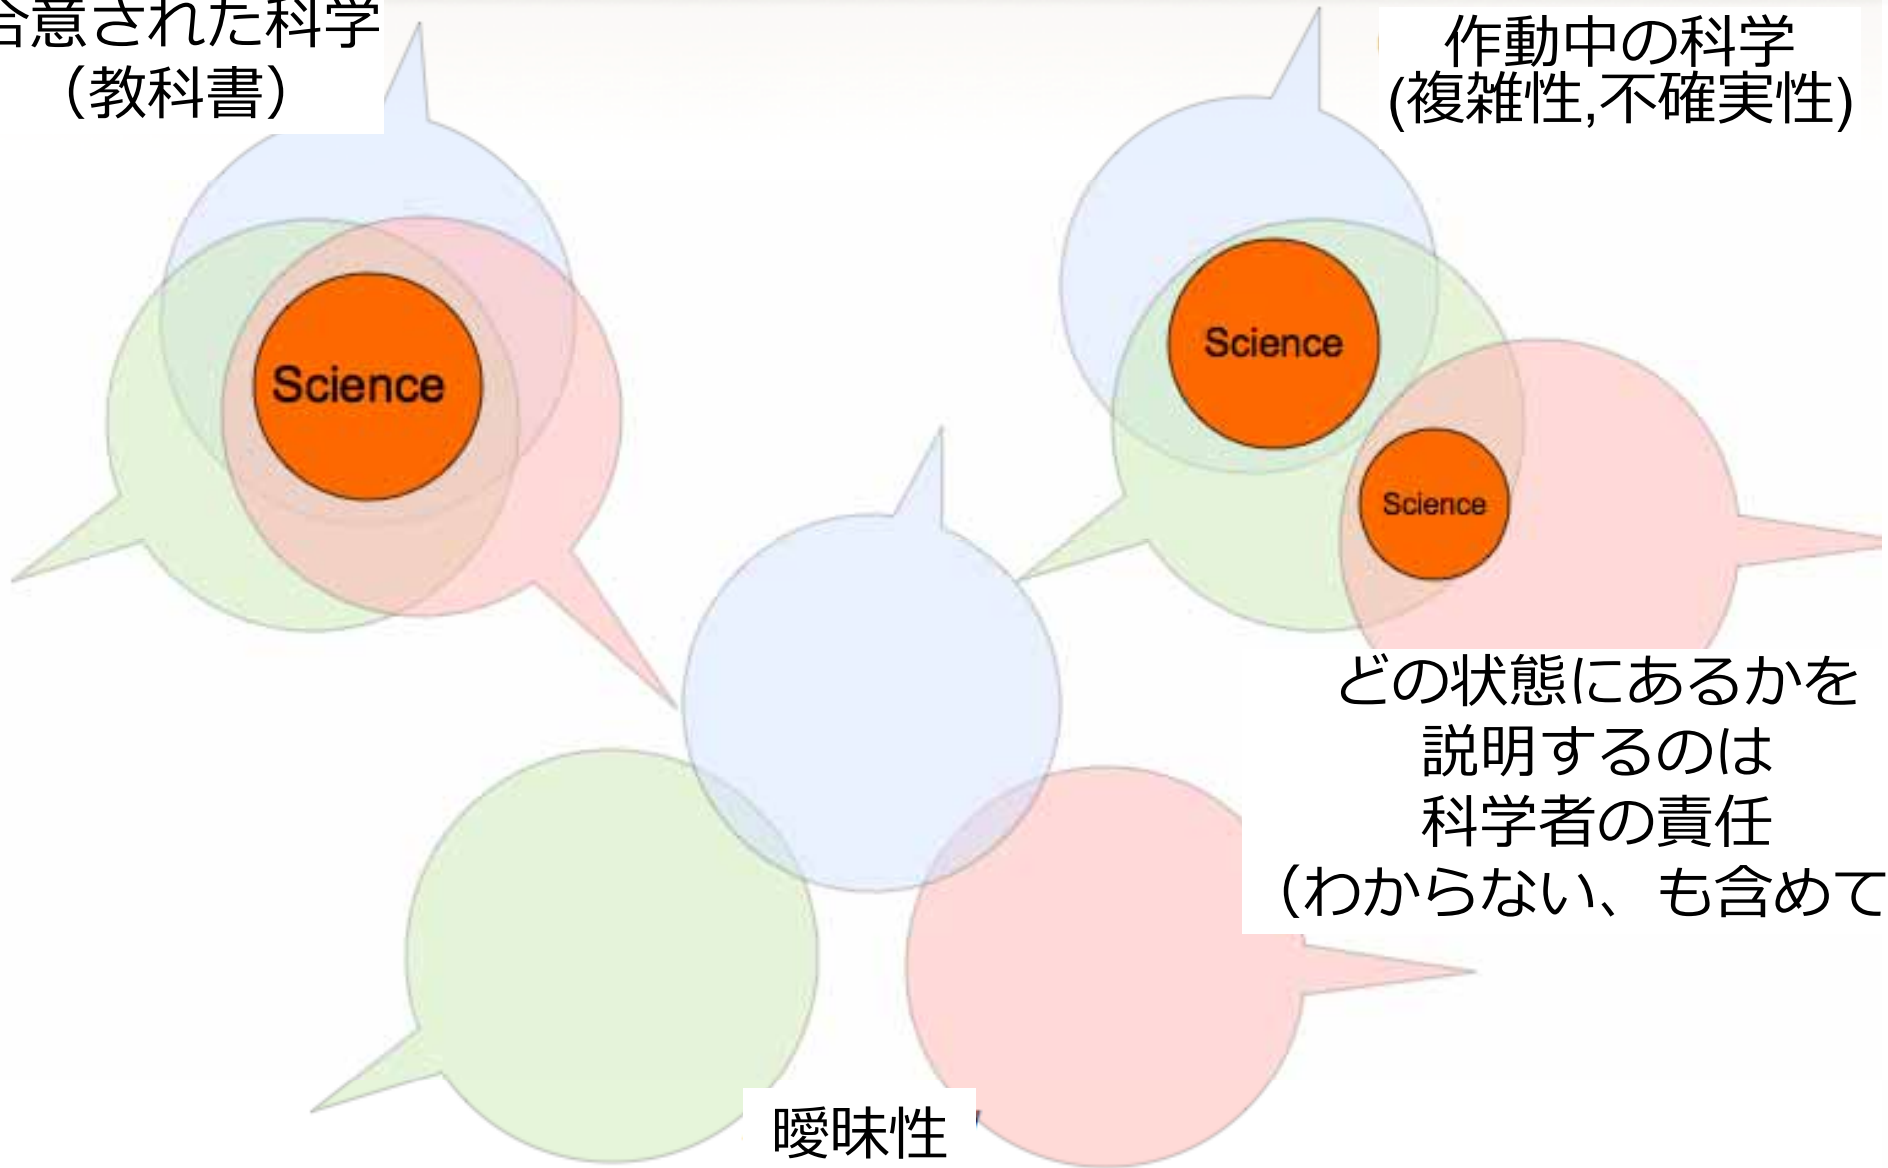 合意された科学
（教科書）
作動中の科学
(複雑性,不確実性)
Science
Science
Science
どの状態にあるかを
説明するのは
科学者の責任
（わからない、も含めて
曖昧性